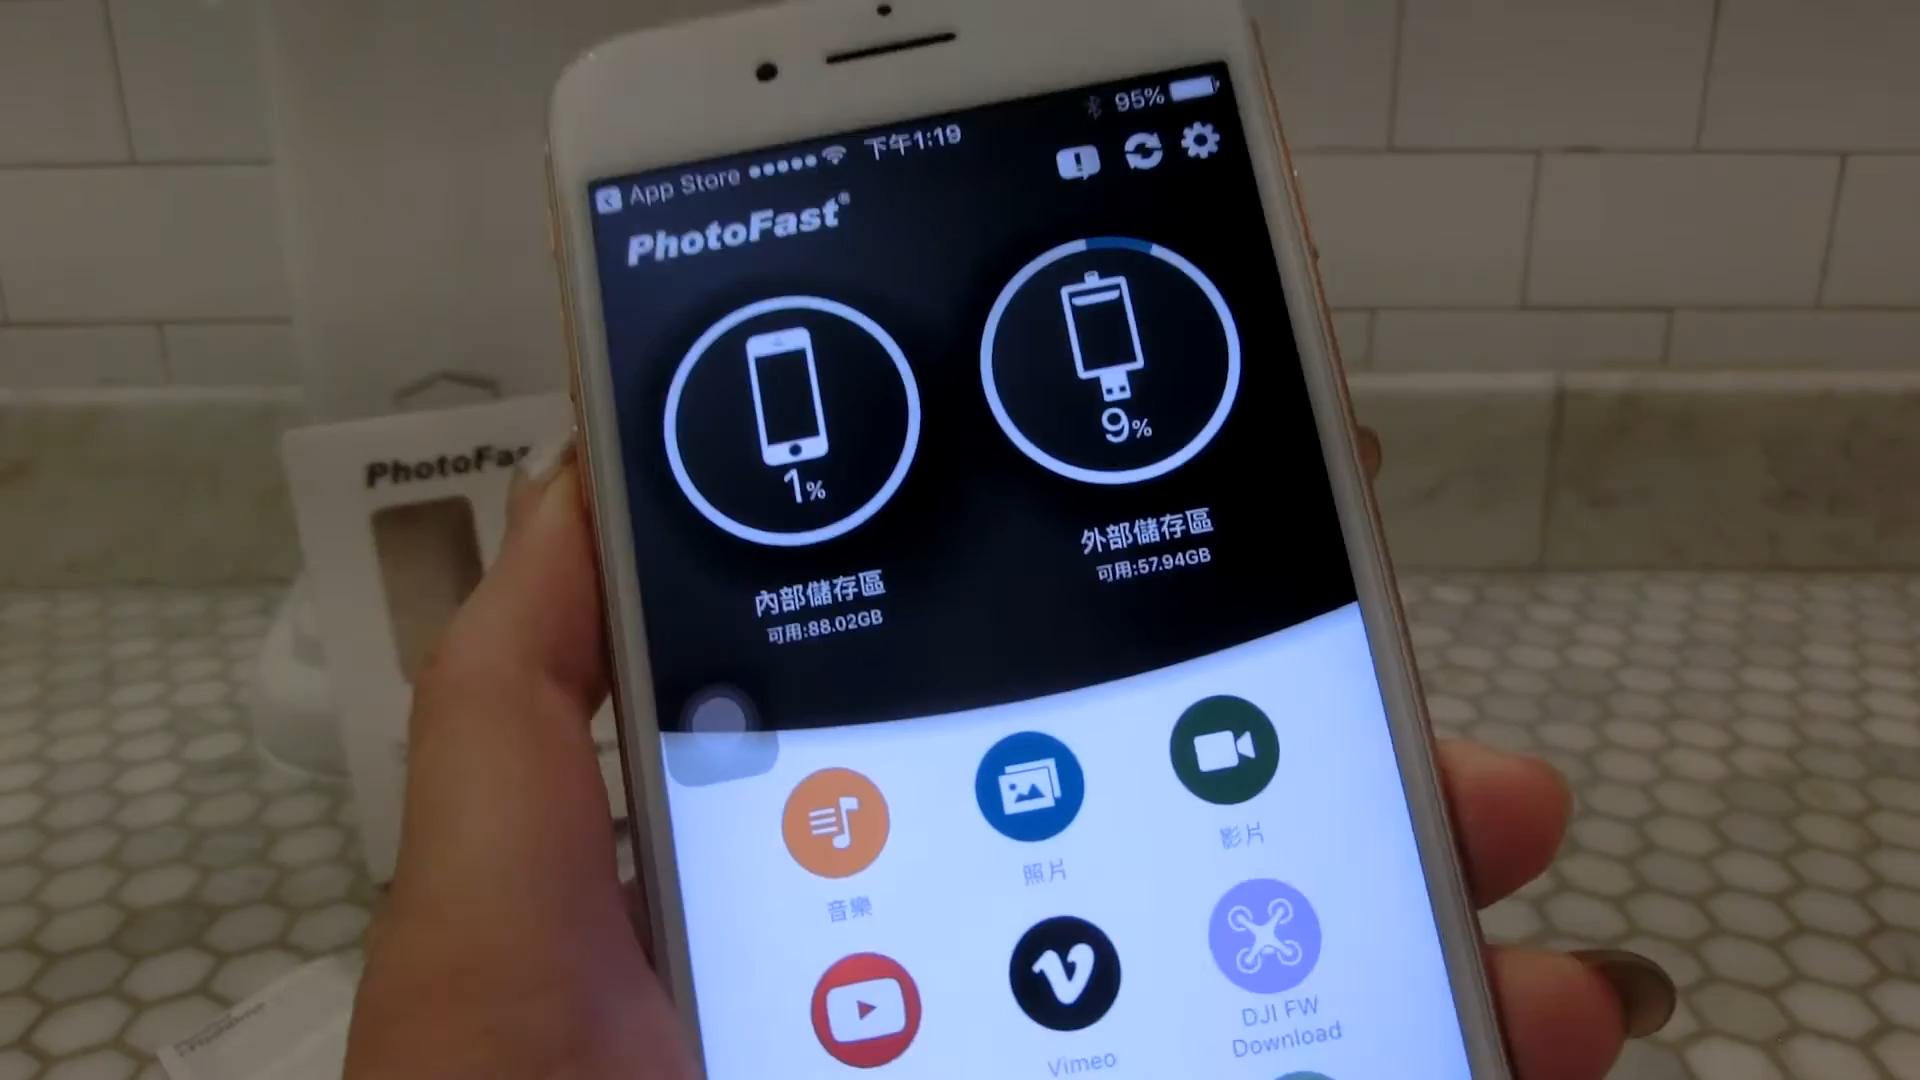 App Store
下午1:19
95%
PhotoFast®
1%
9%
內部儲存區
可用:88.02GB
外部儲存區
可用:57.94GB
音樂
照片
影片
Vimeo
DJI FW
Download
PhotoFas